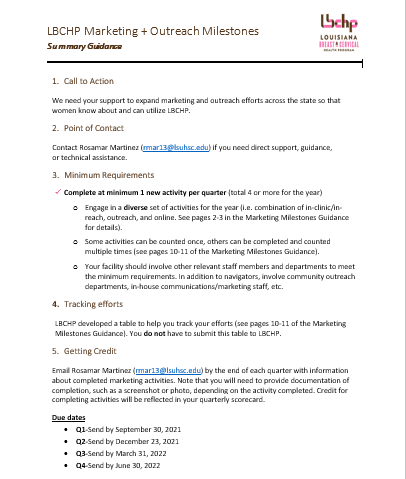 LBCHP Marketing + Outreach Milestones
Summary Guidance
lbchp
LOUISIANA
BREAST & CERVICAL
HEALTH PROGRAM
1. Call to Action
We need your support to expand marketing and outreach efforts across the state so that
women know about and can utilize LBCHP.
2. Point of Contact
Contact Rosamar Martinez (rmar13@lsuhsc.edu) if you need direct support, guidance,
or technical assistance.
3. Minimum Requirements
✓ Complete at minimum 1 new activity per quarter (total 4 or more for the year)
o Engage in a diverse set of activities for the year (i.e. combination of in-clinic/in-
reach, outreach, and online. See pages 2-3 in the Marketing Milestones Guidance
for details).
o Some activities can be counted once, others can be completed and counted
multiple times (see pages 10-11 of the Marketing Milestones Guidance).
o Your facility should involve other relevant staff members and departments to meet
the minimum requirements. In addition to navigators, involve community outreach
departments, in-house communications/marketing staff, etc.
4. Tracking efforts
LBCHP developed a table to help you track your efforts (see pages 10-11 of the Marketing
Milestones Guidance). You do not have to submit this table to LBCHP.
5. Getting Credit
Email Rosamar Martinez (rmar13@lsuhsc.edu) by the end of each quarter with information
about completed marketing activities. Note that you will need to provide documentation of
completion, such as a screenshot or photo, depending on the activity completed. Credit for
completing activities will be reflected in your quarterly scorecard.
Due dates
• Q1-Send by September 30, 2021
• Q2-Send by December 23, 2021
• Q3-Send by March 31, 2022
• Q4-Send by June 30, 2022